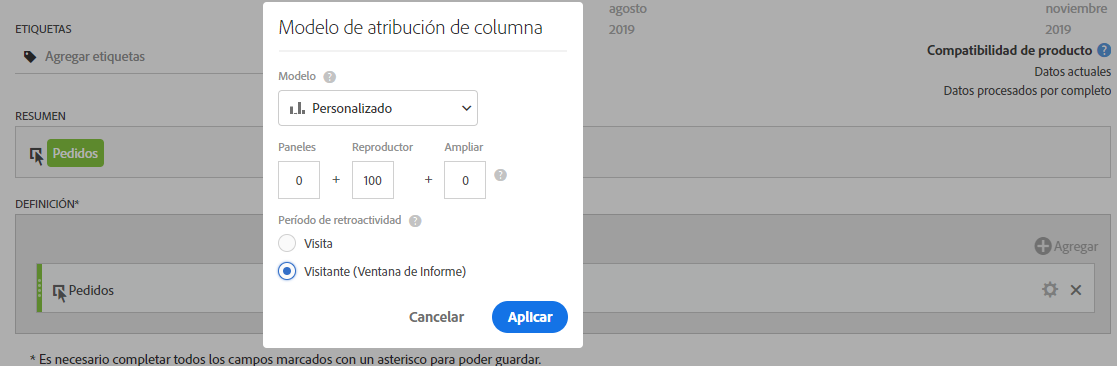 agosto
noviembre
2019
2019
ETIQUETAS
Agregar etiquetas
Compatibilidad de producto ?
Datos actuales
Datos procesados por completo
RESUMEN
Pedidos
DEFINICIÓN*
Agregar
Pedidos
* Es necesario completar todos los campos marcados con un asterisco para poder guardar.
Modelo de atribución de columna
Modelo ?
Personalizado
Paneles Reproductor Ampliar
0 + 100 + 0 ?
Período de retroactividad ?
Visita
Visitante (Ventana de Informe)
Cancelar Aplicar